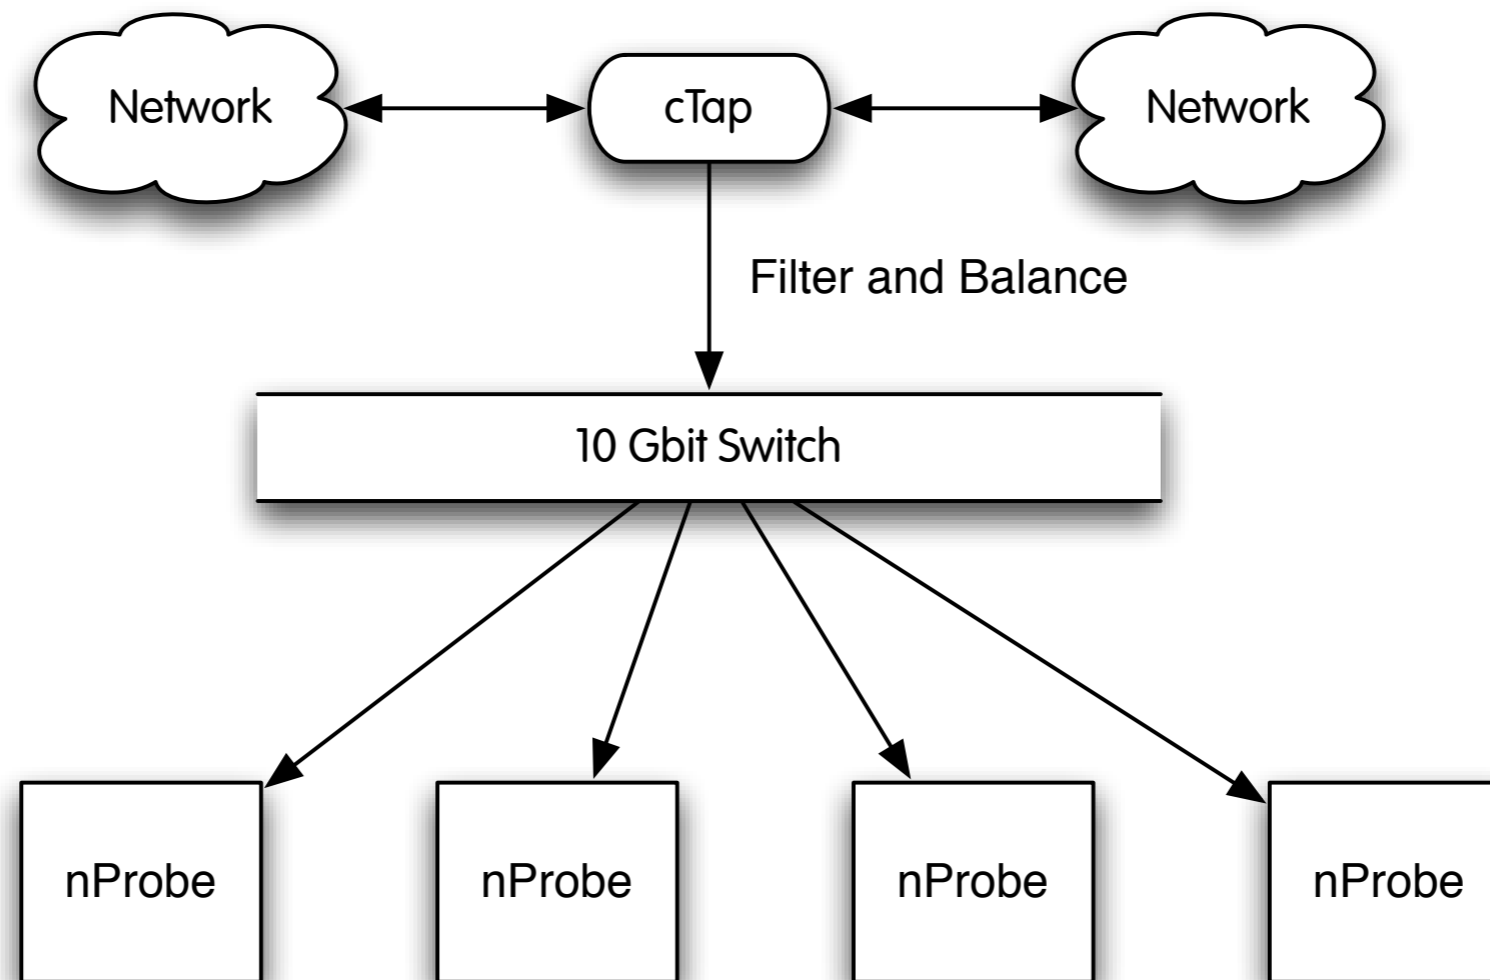 Network
cTap
Network
Filter and Balance
10 Gbit Switch
nProbe
nProbe
nProbe
nProbe